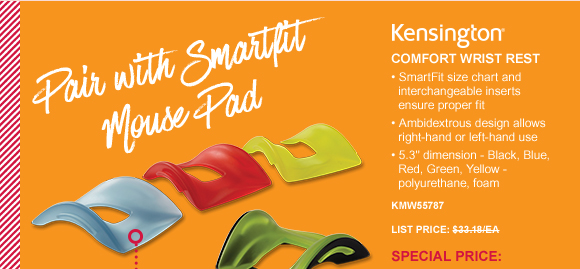 Pair with Smartfit
Mouse Pad
Kensington®
COMFORT WRIST REST
• SmartFit size chart and
interchangeable inserts
ensure proper fit
• Ambidextrous design allows
right-hand or left-hand use
• 5.3" dimension - Black, Blue,
Red, Green, Yellow -
polyurethane, foam
KMW55787
LIST PRICE: $33.18/EA
SPECIAL PRICE: